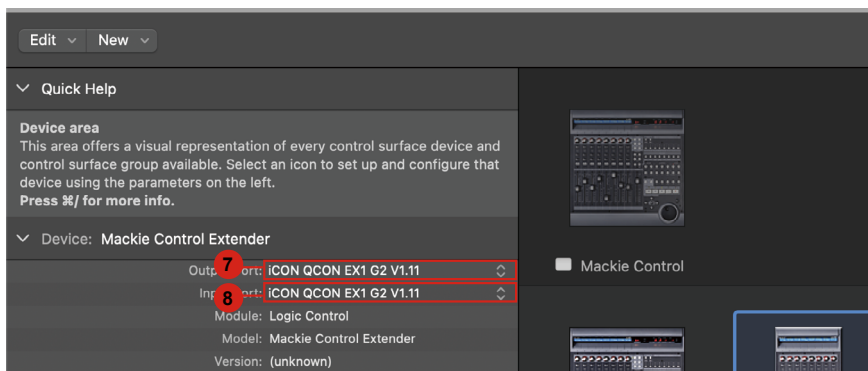 Edit New
Quick Help
Device area
This area offers a visual representation of every control surface device and
control surface group available. Select an icon to set up and configure that
device using the parameters on the left.
Press ⌘/ for more info.
Device: Mackie Control Extender
7 iCON QCON EX1 G2 V1.11
8 iCON QCON EX1 G2 V1.11
Module: Logic Control
Model: Mackie Control Extender
Version: (unknown)
Mackie Control